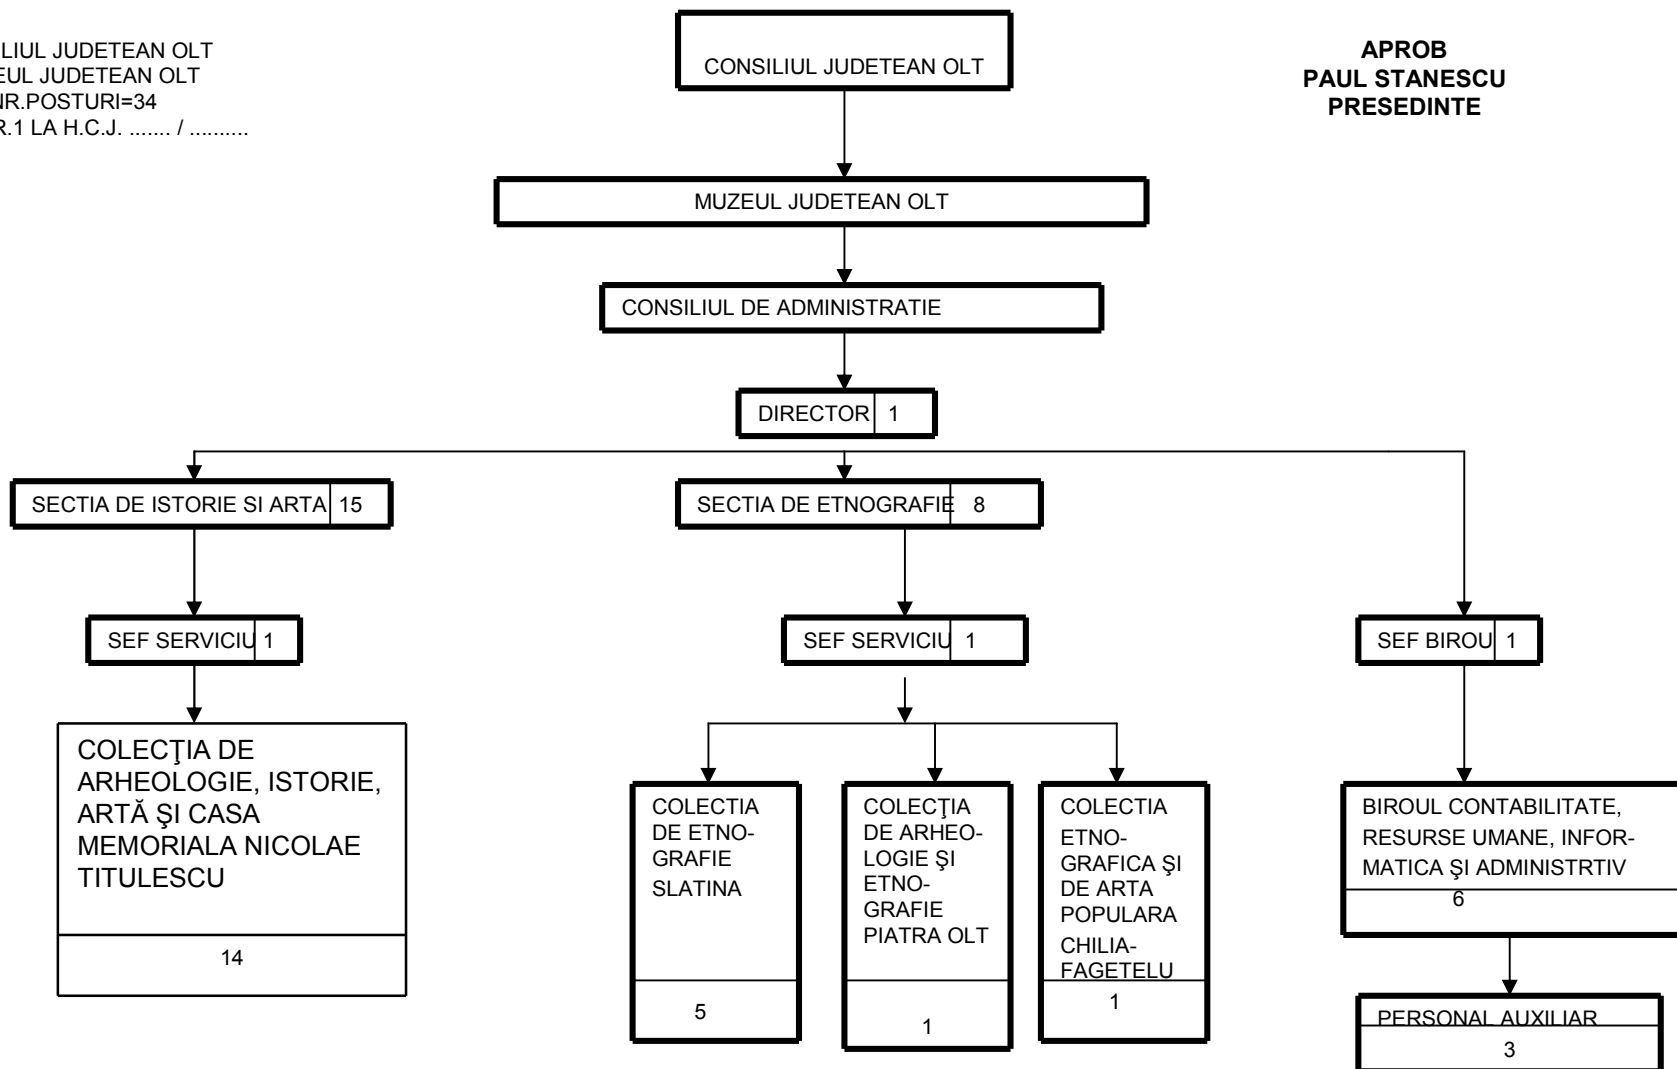 LIUL JUDETEAN OLT
EUL JUDETEAN OLT
NR.POSTURI=34
R.1 LA H.C.J. ....... / ..........
CONSILIUL JUDETEAN OLT
APROB
PAUL STANESCU
PRESEDINTE
MUZEUL JUDETEAN OLT
CONSILIUL DE ADMINISTRATIE
DIRECTOR 1
SECTIA DE ISTORIE SI ARTA 15
SECTIA DE ETNOGRAFIE 8
SEF SERVICIU 1
SEF SERVICIU 1
SEF BIROU 1
COLECŢIA DE
ARHEOLOGIE, ISTORIE,
ARTĂ ŞI CASA
MEMORIALA NICOLAE
TITULESCU
14
COLECTIA
DE ETNO-
GRAFIE
SLATINA
5
COLECŢIA
DE ARHEO-
LOGIE ŞI
ETNO-
GRAFIE
PIATRA OLT
1
COLECTIA
ETNO-
GRAFICA ŞI
DE ARTA
POPULARA
CHILIA-
FAGETELU
1
BIROUL CONTABILITATE,
RESURSE UMANE, INFOR-
MATICA ŞI ADMINISTRTIV
6
PERSONAL AUXILIAR
3